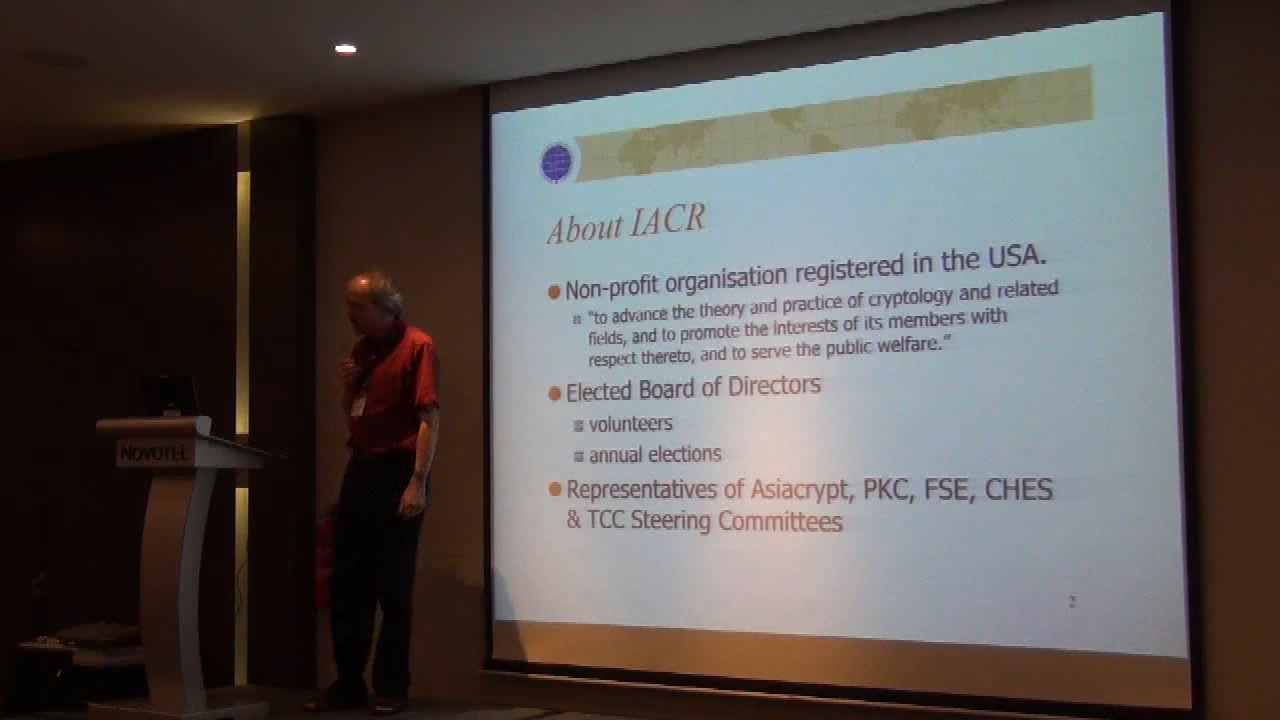 NOVOTEL
About IACR
Non-profit organisation registered in the USA.
"to advance the theory and practice of cryptology and related
fields, and to promote the interests of its members with
respect thereto, and to serve the public welfare."
Elected Board of Directors
volunteers
annual elections
Representatives of Asiacrypt, PKC, FSE, CHES
& TCC Steering Committees
2